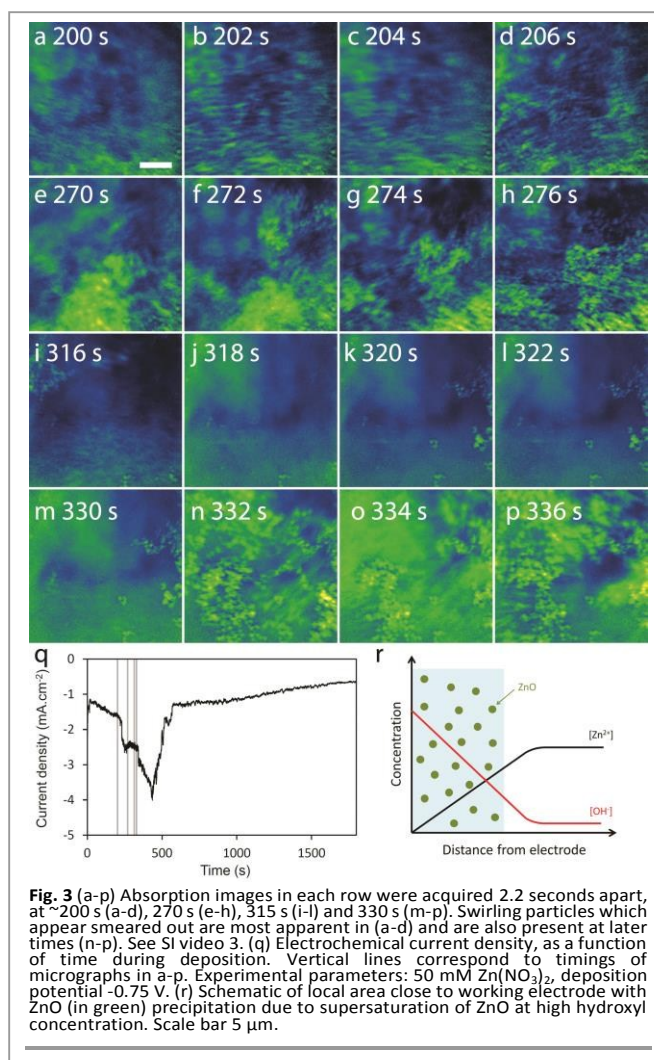 a 200 s
b 202 s
c 204 s
d 206 s
e 270 s
f 272 s
g 274 s
h 276 s
i 316 s
j 318 s
k 320 s
l 322 s
m 330 s
n 332 s
o 334 s
p 336 s
q
0
-1
-2
-3
-4
-5
Current density (mA.cm⁻²)
0
500
1000
1500
Time (s)
r
Concentration
ZnO
[Zn²⁺]
[OH⁻]
Distance from electrode
Fig. 3 (a-p) Absorption images in each row were acquired 2.2 seconds apart,
at ~200 s (a-d), 270 s (e-h), 315 s (i-l) and 330 s (m-p). Swirling particles which
appear smeared out are most apparent in (a-d) and are also present at later
times (n-p). See SI video 3. (q) Electrochemical current density, as a function
of time during deposition. Vertical lines correspond to timings of
micrographs in a-p. Experimental parameters: 50 mM Zn(NO₃)₂, deposition
potential -0.75 V. (r) Schematic of local area close to working electrode with
ZnO (in green) precipitation due to supersaturation of ZnO at high hydroxyl
concentration. Scale bar 5 μm.